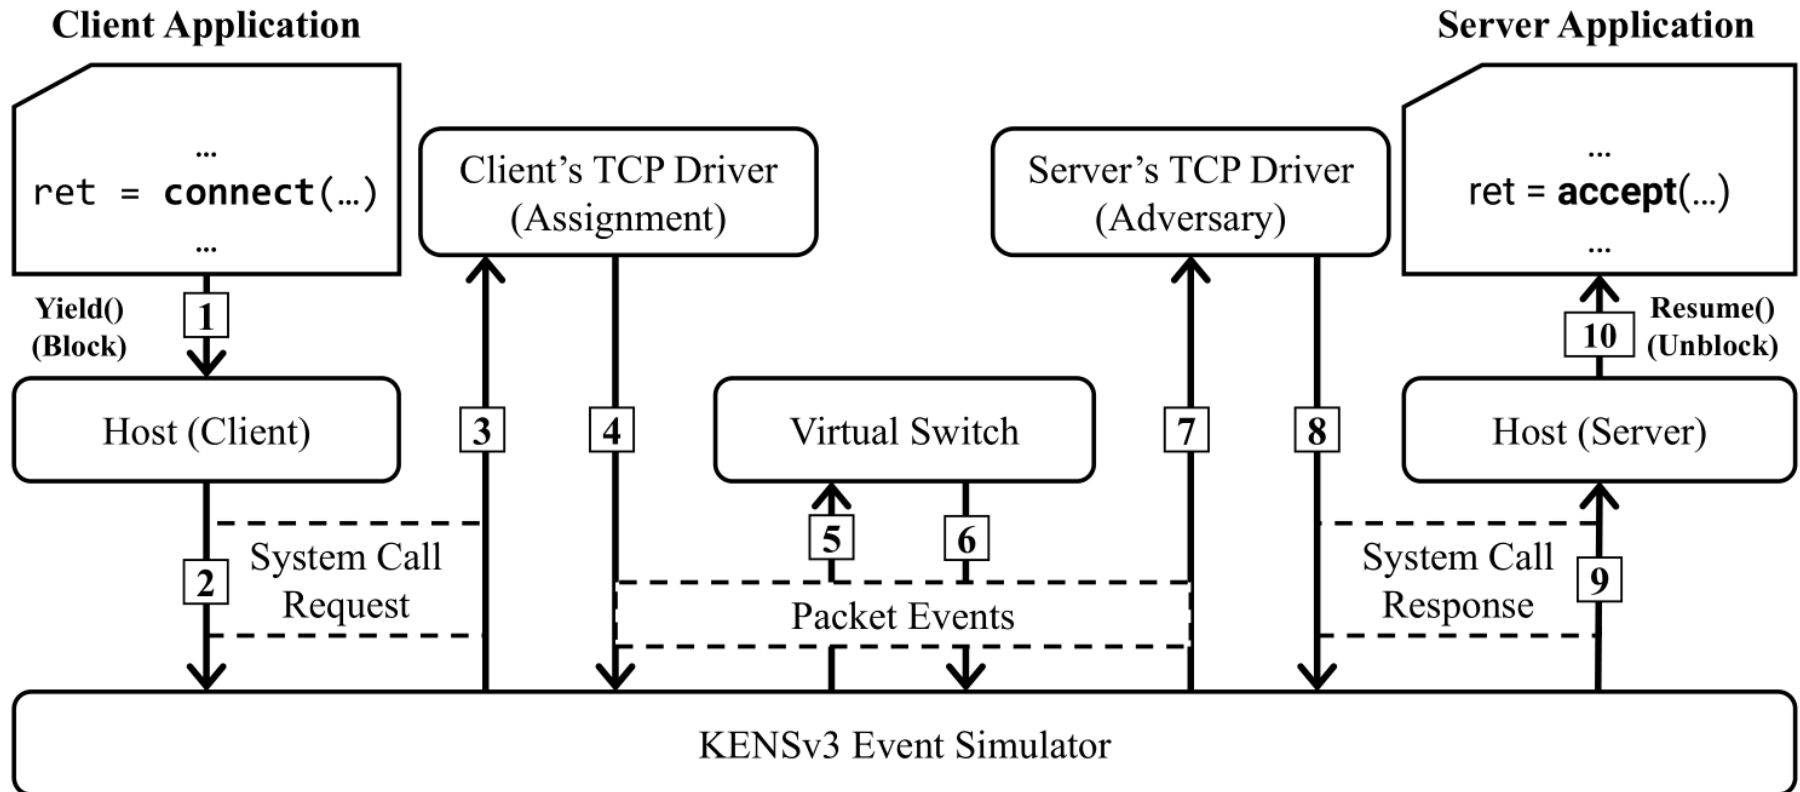 Client Application
Server Application
...
ret = connect(...)
...
Client's TCP Driver
(Assignment)
Server's TCP Driver
(Adversary)
...
ret = accept(...)
...
Yield()
(Block)
1
10
Resume()
(Unblock)
Host (Client)
3
4
Virtual Switch
7
8
Host (Server)
2
System Call
Request
5
6
Packet Events
System Call
Response
9
KENSv3 Event Simulator